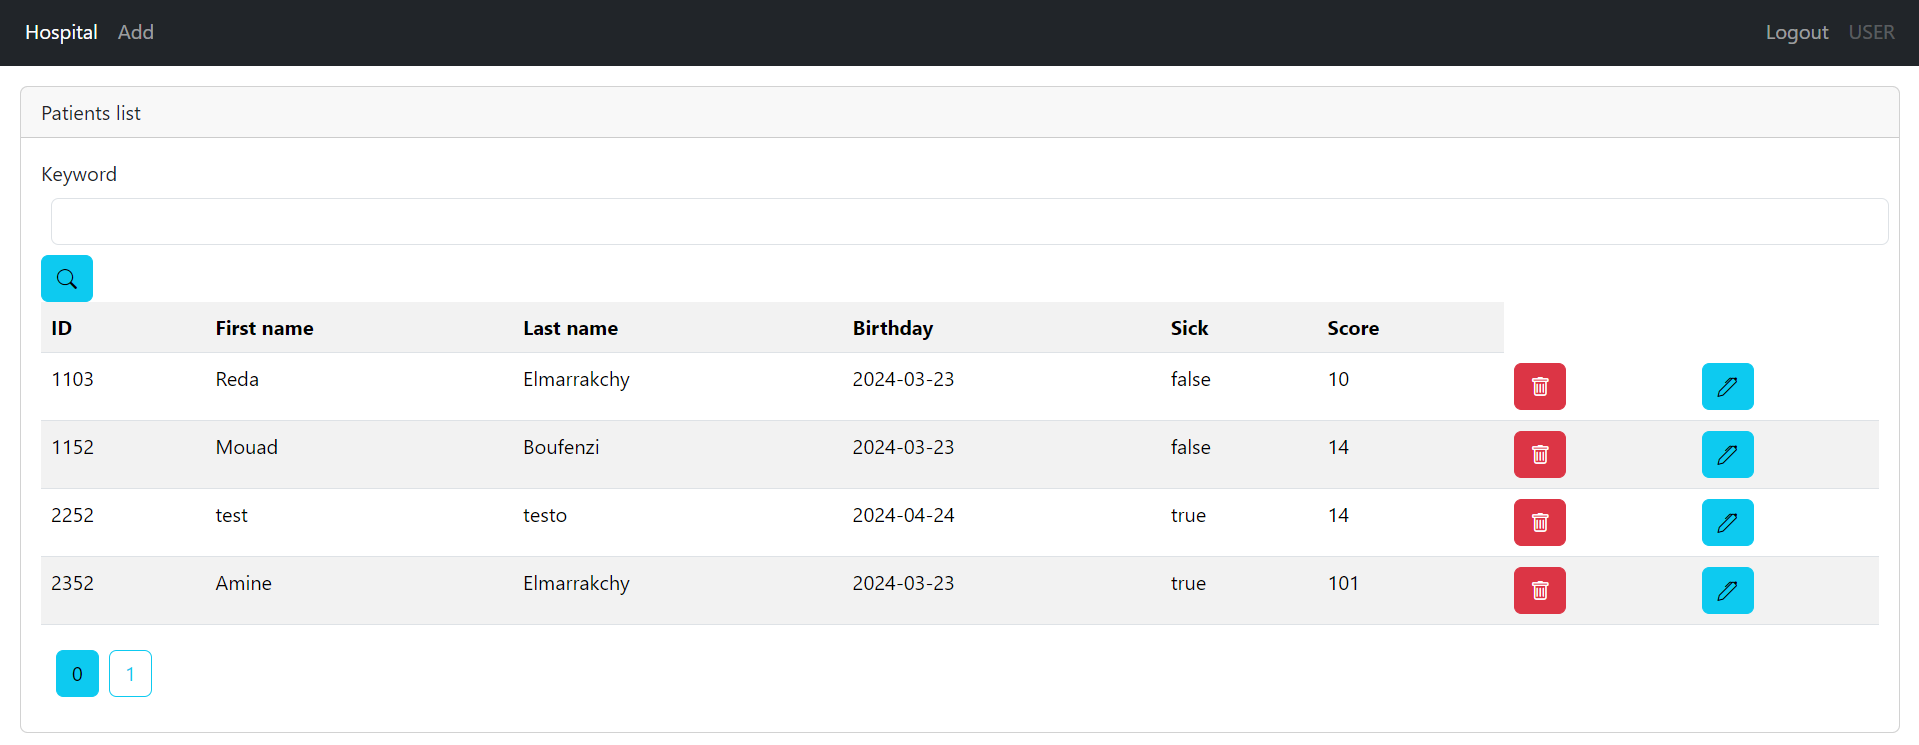 Hospital Add Logout USER
Patients list
Keyword
ID First name Last name Birthday Sick Score
1103 Reda Elmarrakchy 2024-03-23 false 10
1152 Mouad Boufenzi 2024-03-23 false 14
2252 test testo 2024-04-24 true 14
2352 Amine Elmarrakchy 2024-03-23 true 101
0 1